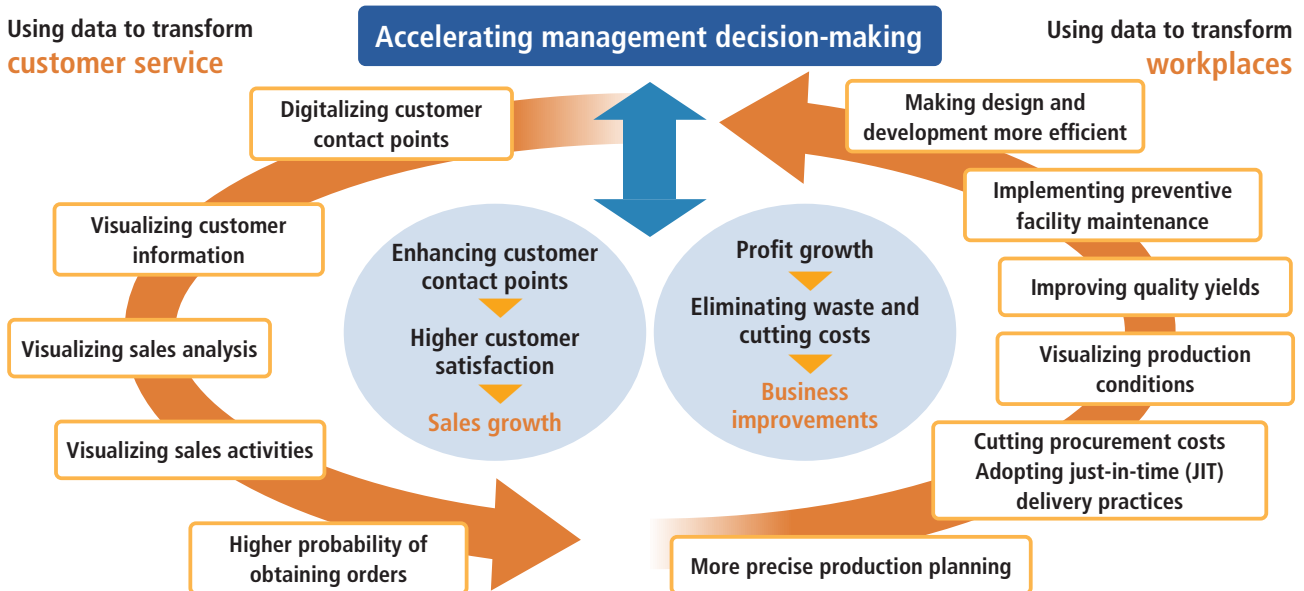 Using data to transform
customer service
Accelerating management decision-making
Using data to transform
workplaces
Digitalizing customer
contact points
Visualizing customer
information
Visualizing sales analysis
Visualizing sales activities
Higher probability of
obtaining orders
Enhancing customer
contact points
Higher customer
satisfaction
Sales growth
Profit growth
Eliminating waste and
cutting costs
Business
improvements
Making design and
development more efficient
Implementing preventive
facility maintenance
Improving quality yields
Visualizing production
conditions
Cutting procurement costs
Adopting just-in-time (JIT)
delivery practices
More precise production planning